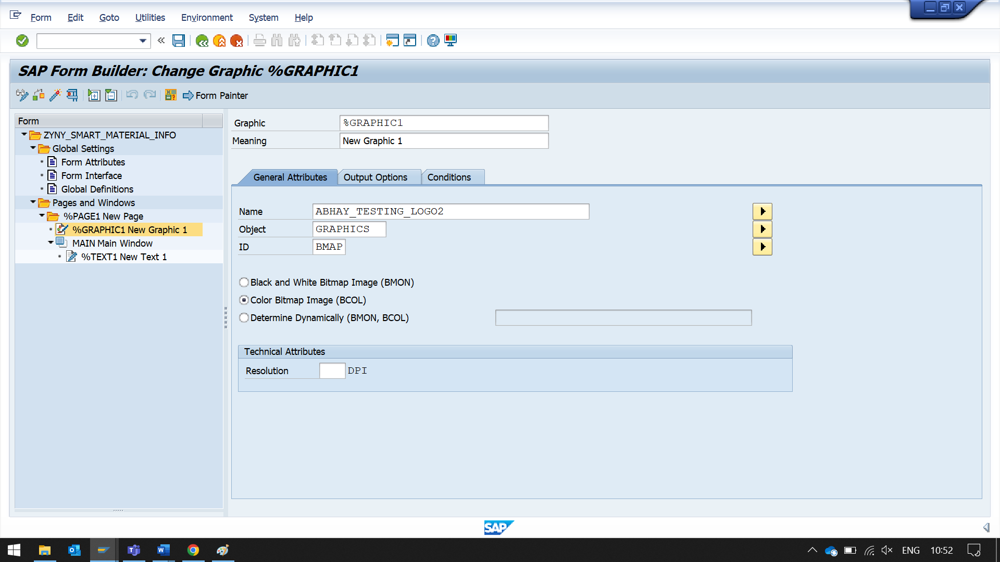 Form Edit Goto Utilities Environment System Help
SAP Form Builder: Change Graphic %GRAPHIC1
Form Painter
Form
ZYNY_SMART_MATERIAL_INFO
Global Settings
Form Attributes
Form Interface
Global Definitions
Pages and Windows
%PAGE1 New Page
%GRAPHIC1 New Graphic 1
MAIN Main Window
%TEXT1 New Text 1
Graphic %GRAPHIC1
Meaning New Graphic 1
General Attributes Output Options Conditions
Name ABHAY_TESTING_LOGO2
Object GRAPHICS
ID BMAP
Black and White Bitmap Image (BMON)
Color Bitmap Image (BCOL)
Determine Dynamically (BMON, BCOL)
Technical Attributes
Resolution DPI
SAP
ENG 10:52